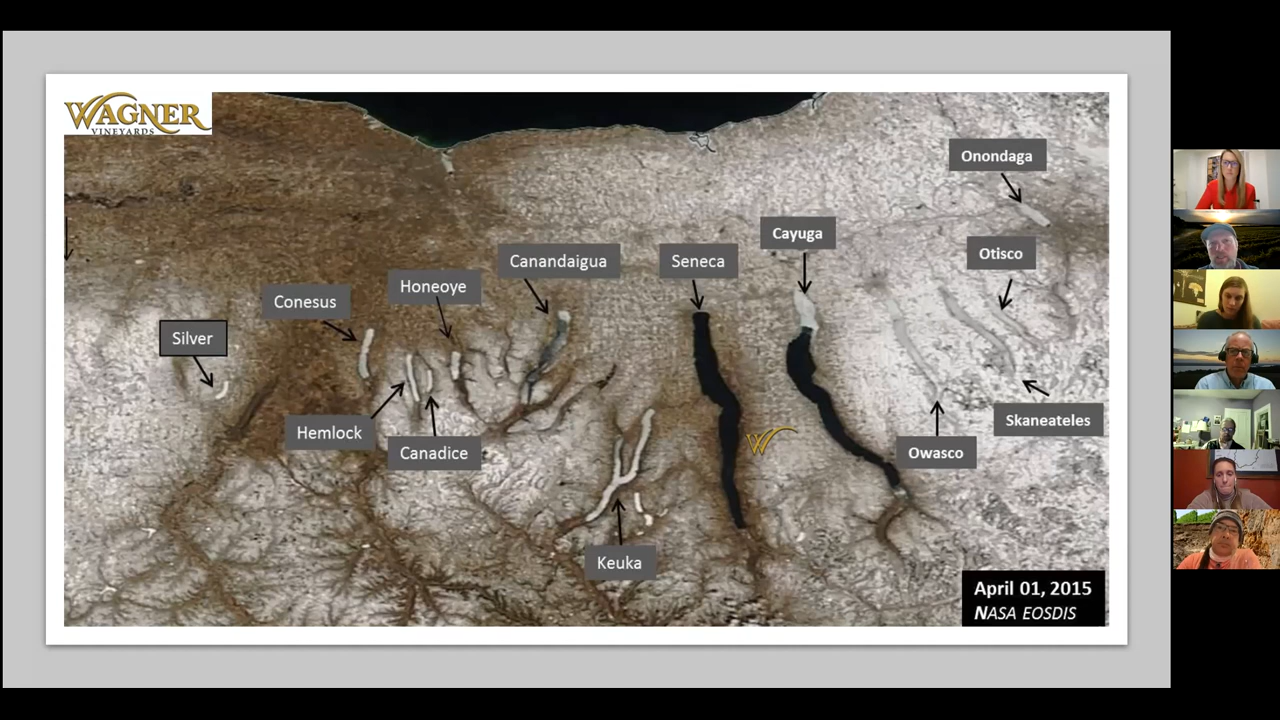 WAGNER
VINEYARDS
Onondaga
Cayuga
Otisco
Canandaigua
Seneca
Honeoye
Conesus
Silver
Skaneateles
Hemlock
Canadice
Owasco
W
Keuka
April 01, 2015
NASA EOSDIS